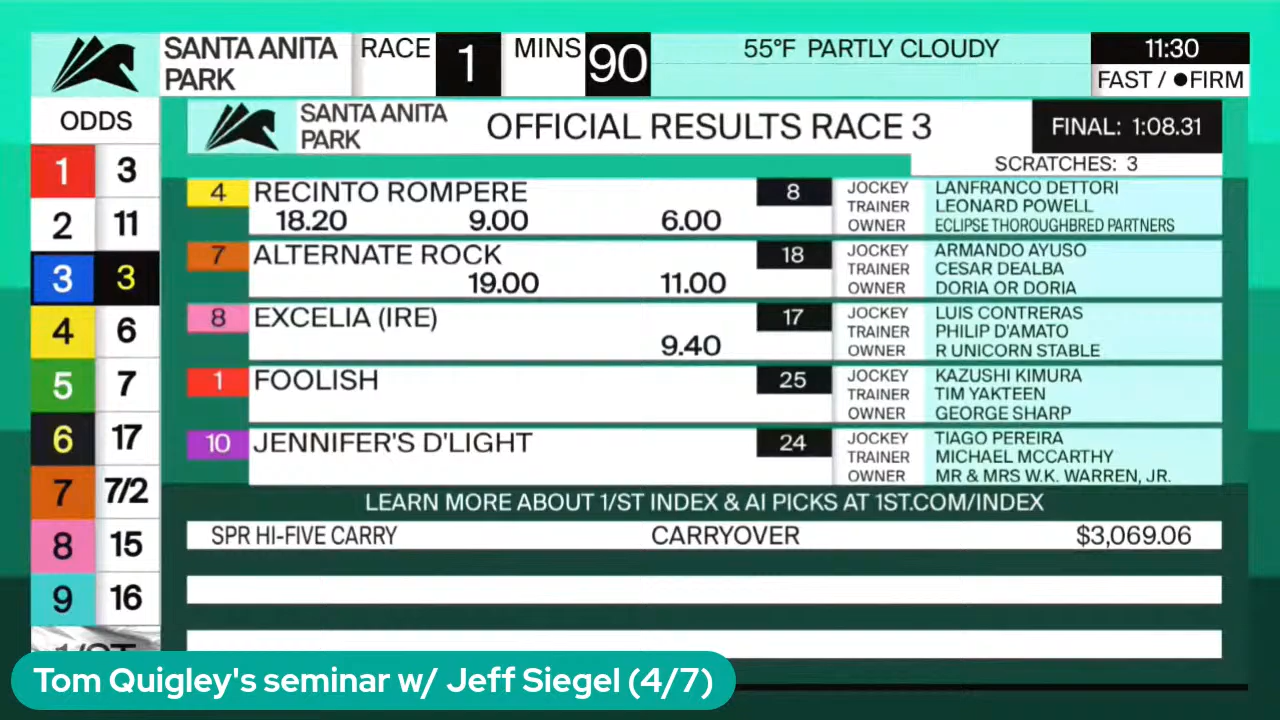 SANTA ANITA PARK RACE 1 MINS 90 55°F PARTLY CLOUDY 11:30
FAST / ●FIRM
ODDS
1 3
2 11
3 3
4 6
5 7
6 17
7 7/2
8 15
9 16
SANTA ANITA PARK OFFICIAL RESULTS RACE 3 FINAL: 1:08.31
SCRATCHES: 3
4 RECINTO ROMPERE 8 JOCKEY LANFRANCO DETTORI
TRAINER LEONARD POWELL
18.20 9.00 6.00 OWNER ECLIPSE THOROUGHBRED PARTNERS
7 ALTERNATE ROCK 18 JOCKEY ARMANDO AYUSO
TRAINER CESAR DEALBA
19.00 11.00 OWNER DORIA OR DORIA
8 EXCELIA (IRE) 17 JOCKEY LUIS CONTRERAS
TRAINER PHILIP D'AMATO
9.40 OWNER R UNICORN STABLE
1 FOOLISH 25 JOCKEY KAZUSHI KIMURA
TRAINER TIM YAKTEEN
OWNER GEORGE SHARP
10 JENNIFER'S D'LIGHT 24 JOCKEY TIAGO PEREIRA
TRAINER MICHAEL MCCARTHY
OWNER MR & MRS W.K. WARREN, JR.
LEARN MORE ABOUT 1/ST INDEX & AI PICKS AT 1ST.COM/INDEX
SPR HI-FIVE CARRY CARRYOVER $3,069.06
Tom Quigley's seminar w/ Jeff Siegel (4/7)